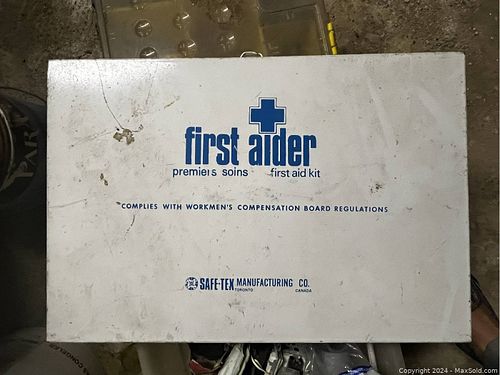 first aider
premiers soins first aid kit
COMPLIES WITH WORKMEN'S COMPENSATION BOARD REGULATIONS
SAFE-TEX MANUFACTURING CO.
TORONTO CANADA
Copyright 2024 - MaxSold.com